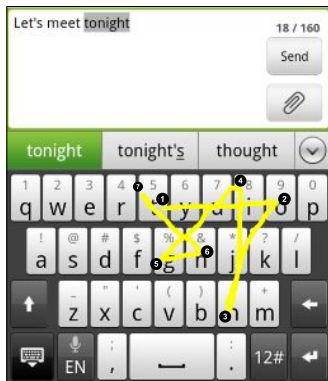 Let's meet tonight
18 / 160
Send
tonight tonight's thought
1 2 3 4 5 6 7 8 9 0
q w e r y o p
! @ # $ % & * ? /
a s d f g h j k l
_ " ' ( ) - +
z x c v b n m
EN , . 12#